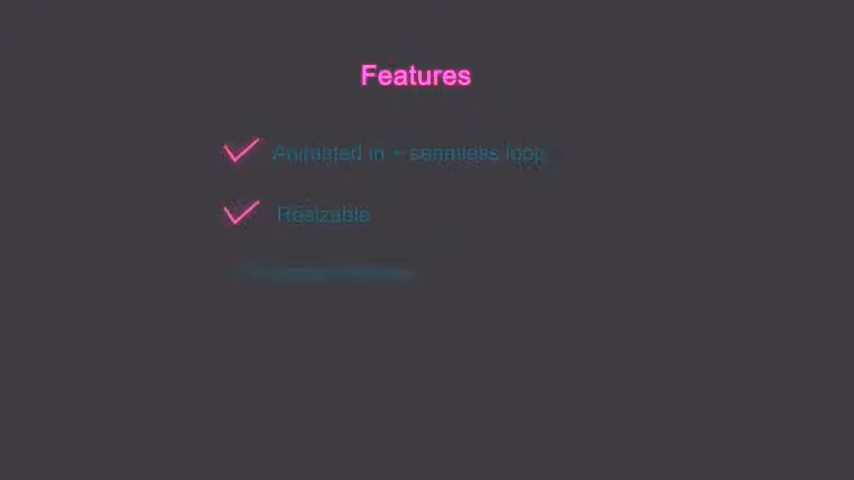 Features
Animated in – seamless loop
Resizable